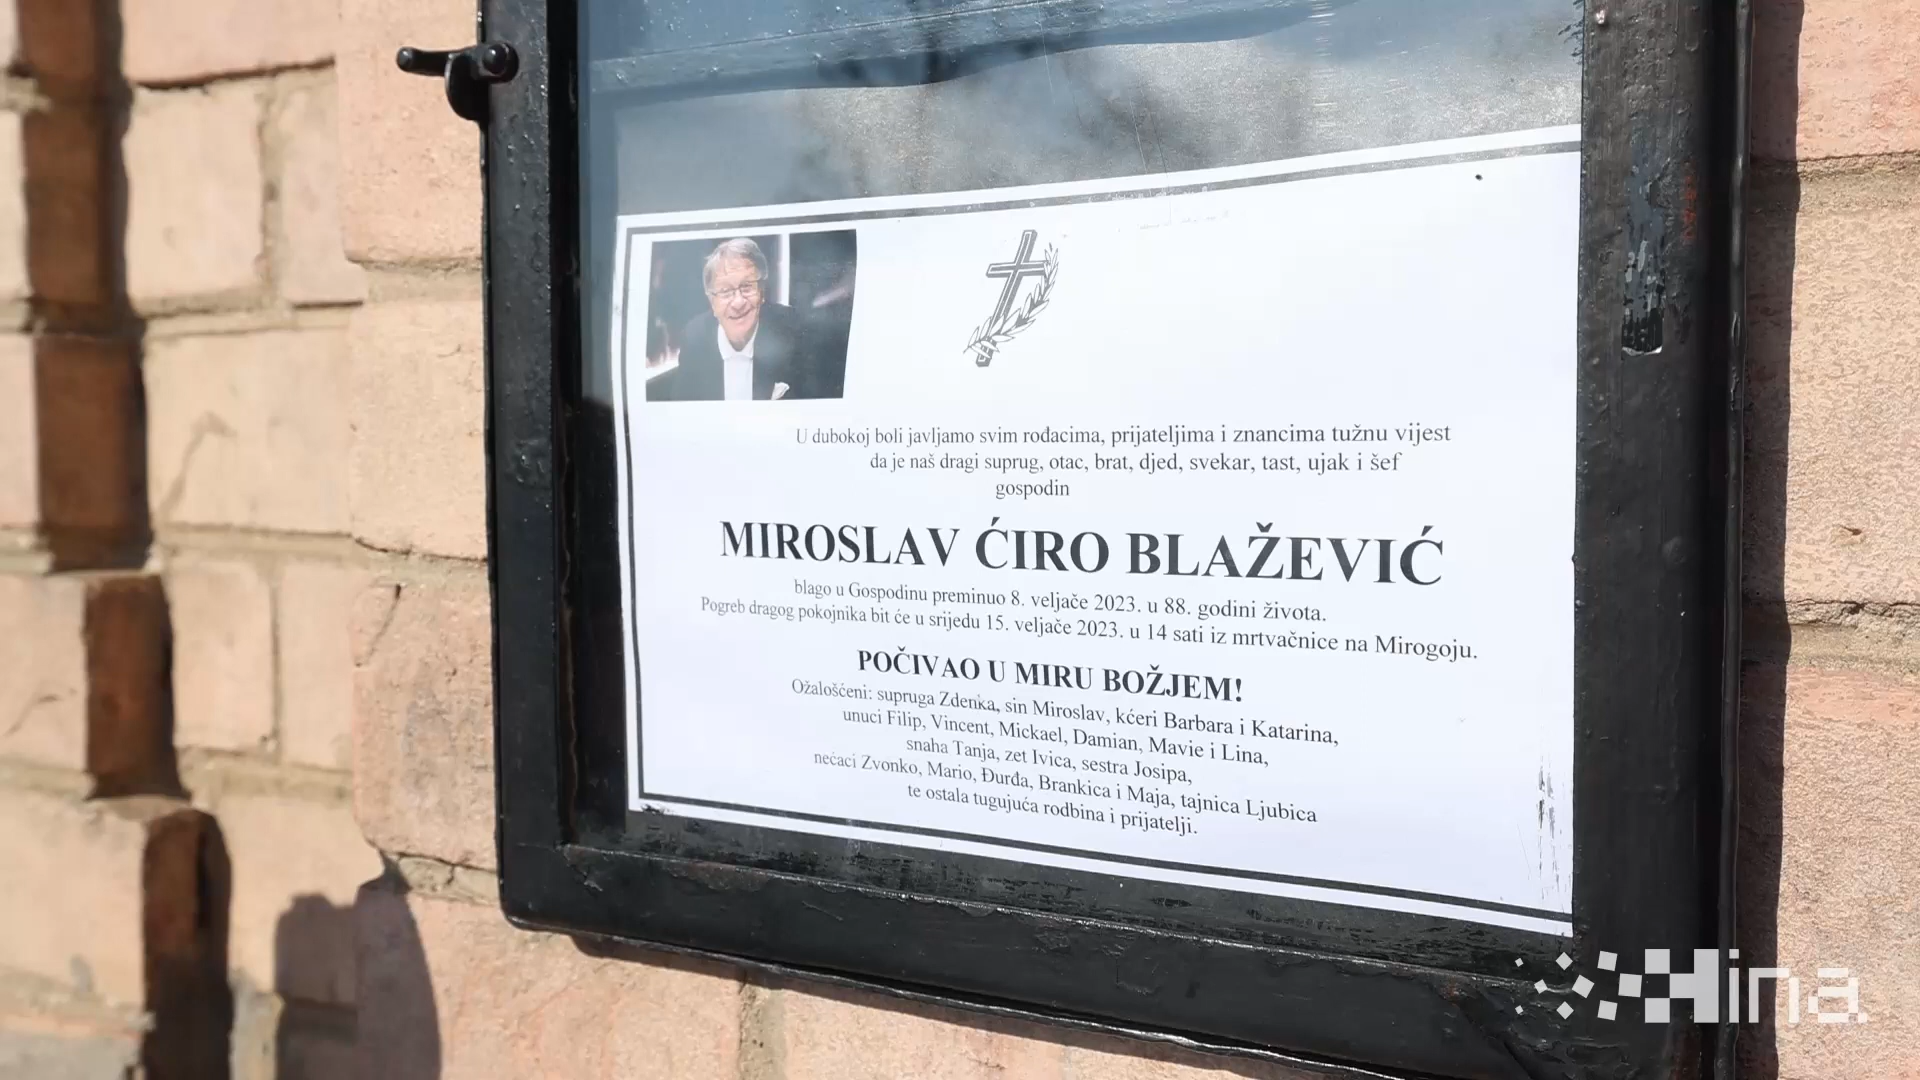 U dubokoj boli javljamo svim rođacima, prijateljima i znancima tužnu vijest
da je naš dragi suprug, otac, brat, djed, svekar, tast, ujak i šef
gospodin
MIROSLAV ĆIRO BLAŽEVIĆ
blago u Gospodinu preminuo 8. veljače 2023. u 88. godini života.
Pogreb dragog pokojnika bit će u srijedu 15. veljače 2023. u 14 sati iz mrtvačnice na Mirogoju.
POČIVAO U MIRU BOŽJEM!
Ožalošćeni: supruga Zdenka, sin Miroslav, kćeri Barbara i Katarina,
unuci Filip, Vincent, Mickael, Damian, Mavie i Lina,
snaha Tanja, zet Ivica, sestra Josipa,
nećaci Zvonko, Mario, Đurđa, Brankica i Maja, tajnica Ljubica
te ostala tugujuća rodbina i prijatelji.
Hina.